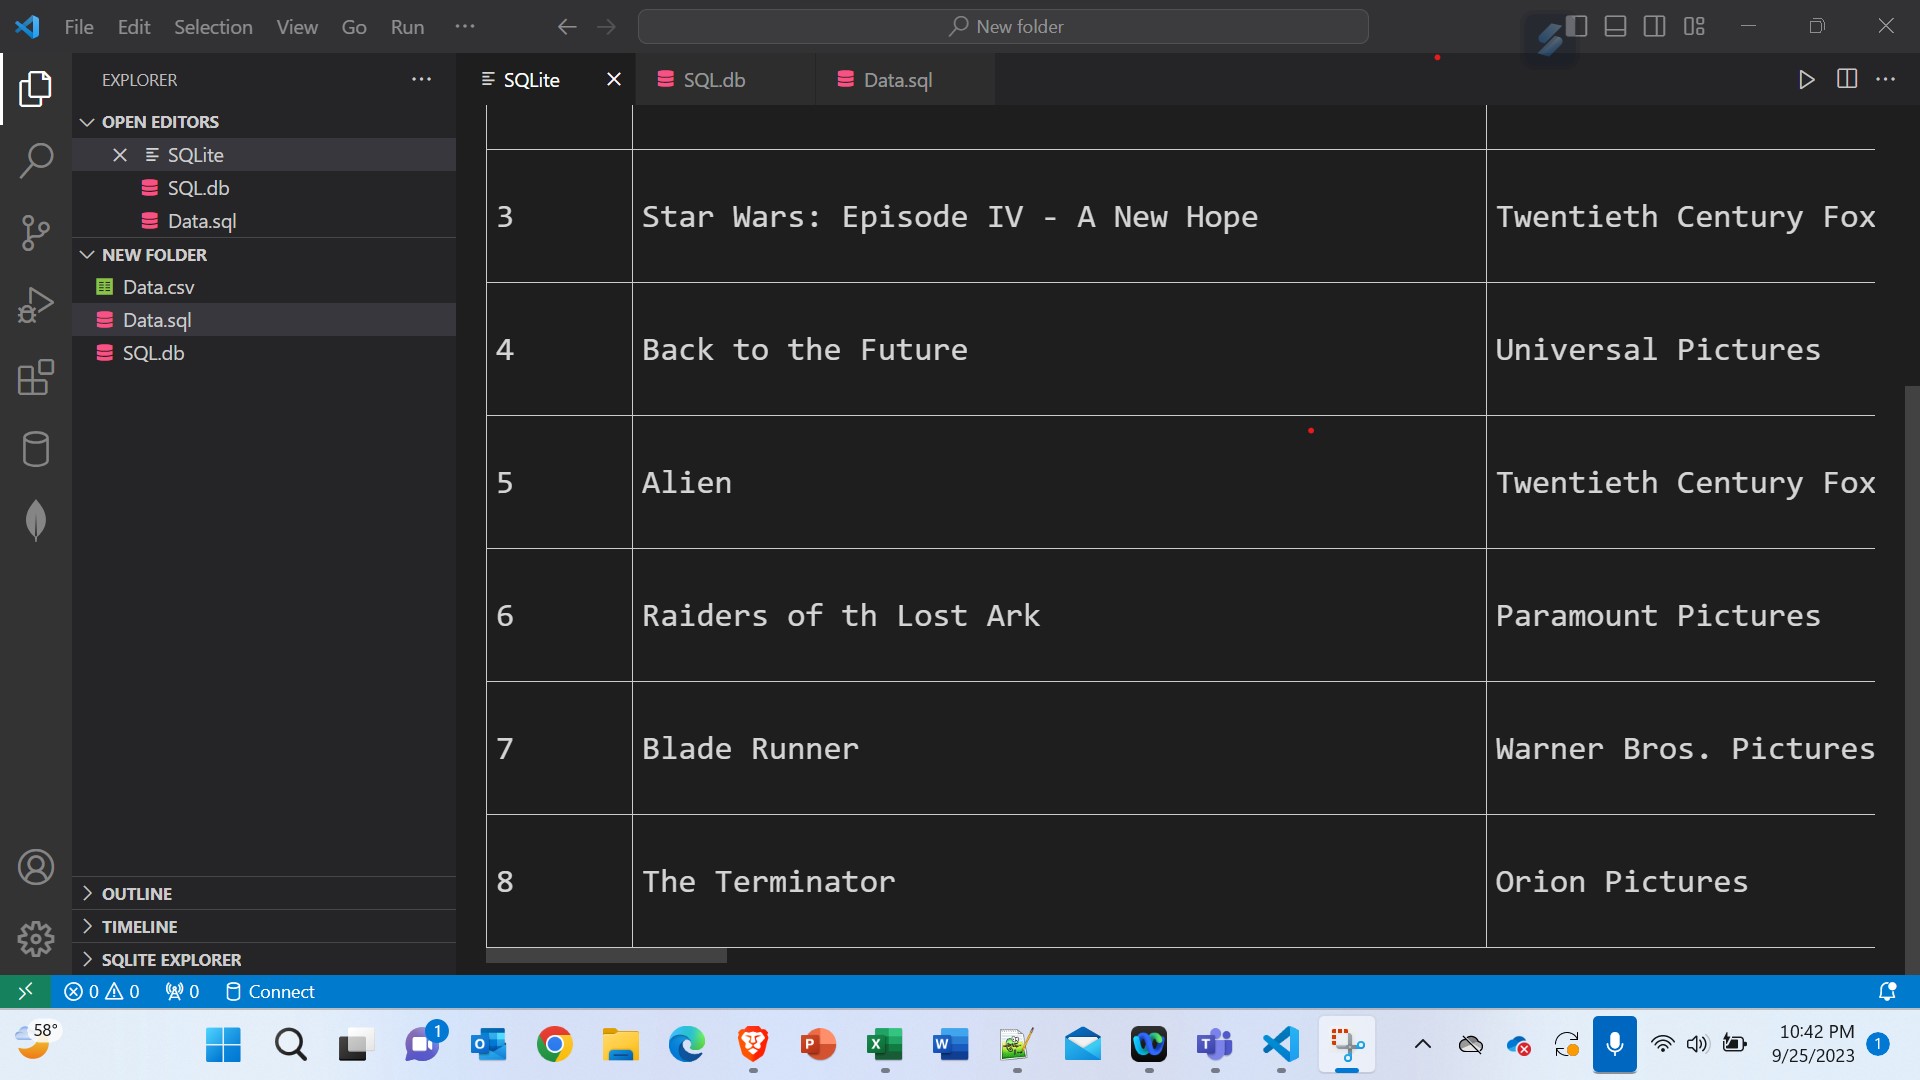 File Edit Selection View Go Run ··· New folder
EXPLORER ···
SQLite SQL.db Data.sql
OPEN EDITORS
SQLite
SQL.db
Data.sql
NEW FOLDER
Data.csv
Data.sql
SQL.db
3 Star Wars: Episode IV - A New Hope Twentieth Century Fox
4 Back to the Future Universal Pictures
5 Alien Twentieth Century Fox
6 Raiders of th Lost Ark Paramount Pictures
7 Blade Runner Warner Bros. Pictures
8 The Terminator Orion Pictures
OUTLINE
TIMELINE
SQLITE EXPLORER
0 0 0 Connect
58° 1 10:42 PM 1
9/25/2023